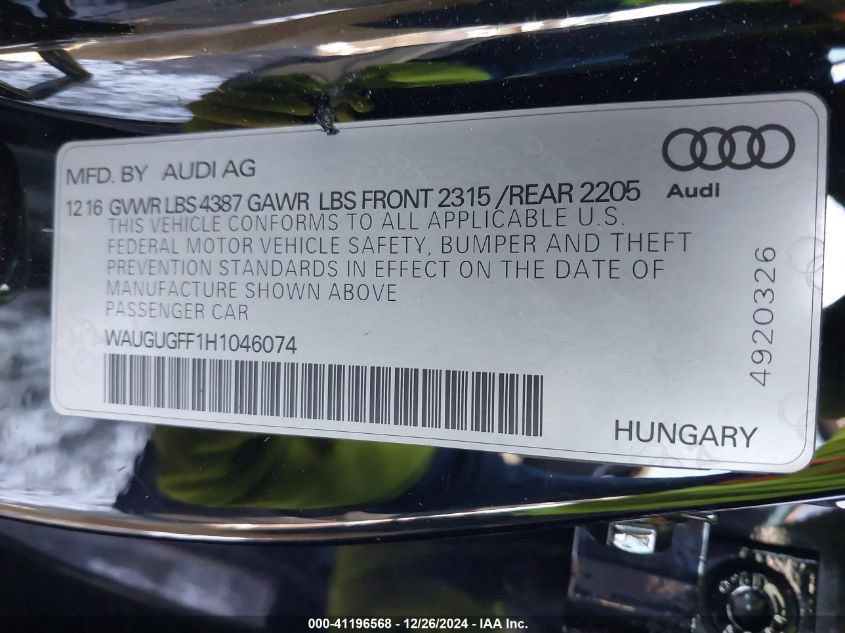 MFD. BY AUDI AG
Audi
12 16 GVWR LBS 4387 GAWR LBS FRONT 2315 /REAR 2205
THIS VEHICLE CONFORMS TO ALL APPLICABLE U.S.
FEDERAL MOTOR VEHICLE SAFETY, BUMPER AND THEFT
PREVENTION STANDARDS IN EFFECT ON THE DATE OF
MANUFACTURE SHOWN ABOVE
PASSENGER CAR
WAUGUGFF1H1046074
4920326
HUNGARY
000-41196568 - 12/26/2024 - IAA Inc.